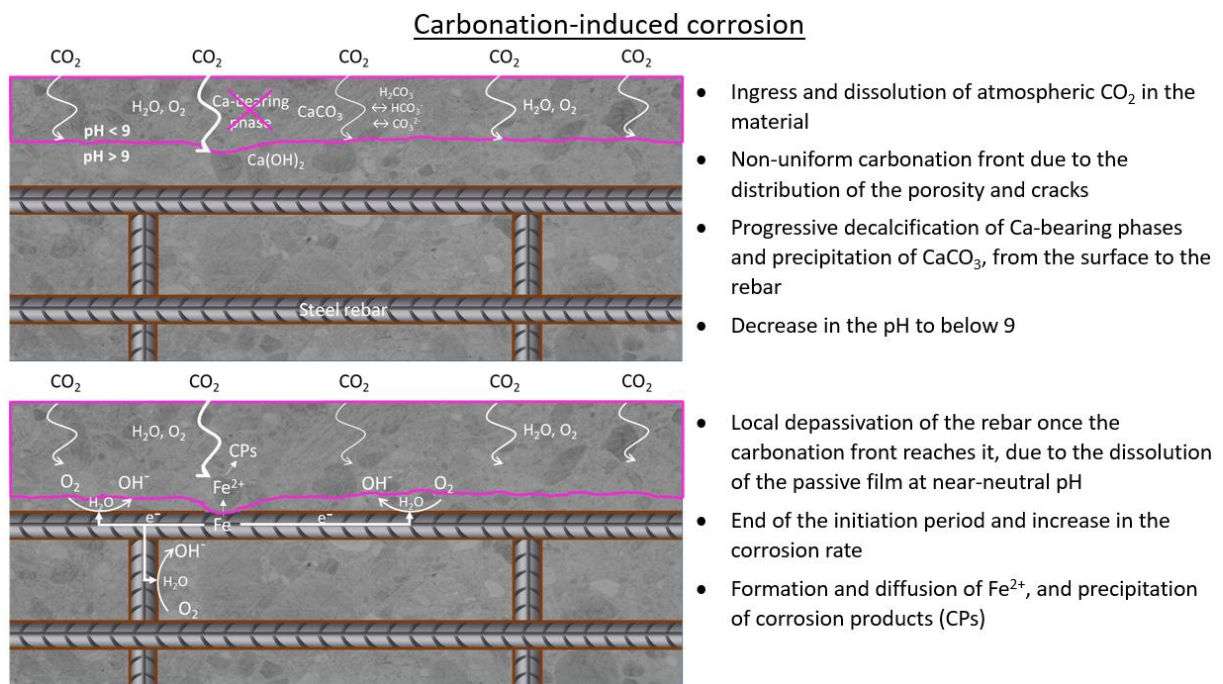 Carbonation-induced corrosion
CO₂ CO₂ CO₂ CO₂ CO₂
H₂O, O₂
Ca-bearing
phase
CaCO₃
H₂CO₃
↔ HCO₃⁻
↔ CO₃²⁻
H₂O, O₂
pH < 9
pH > 9
Ca(OH)₂
Steel rebar
• Ingress and dissolution of atmospheric CO₂ in the
material
• Non-uniform carbonation front due to the
distribution of the porosity and cracks
• Progressive decalcification of Ca-bearing phases
and precipitation of CaCO₃, from the surface to the
rebar
• Decrease in the pH to below 9
CO₂ CO₂ CO₂ CO₂ CO₂
H₂O, O₂
CPs
H₂O, O₂
O₂ OH⁻
H₂O
Fe²⁺
OH⁻ O₂
H₂O
e⁻ Fe e⁻
OH⁻
H₂O
O₂
• Local depassivation of the rebar once the
carbonation front reaches it, due to the dissolution
of the passive film at near-neutral pH
• End of the initiation period and increase in the
corrosion rate
• Formation and diffusion of Fe²⁺, and precipitation
of corrosion products (CPs)